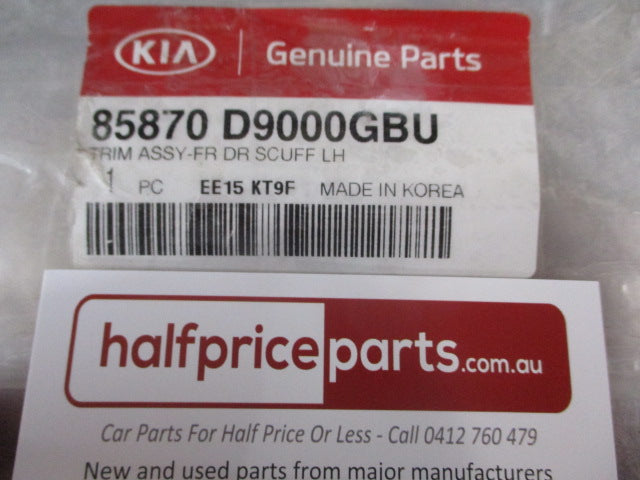 KIA Genuine Parts
85870 D9000GBU
TRIM ASSY-FR DR SCUFF LH
1 PC EE15 KT9F MADE IN KOREA
halfpriceparts.com.au
Car Parts For Half Price Or Less - Call 0412 760 479
New and used parts from major manufacturers